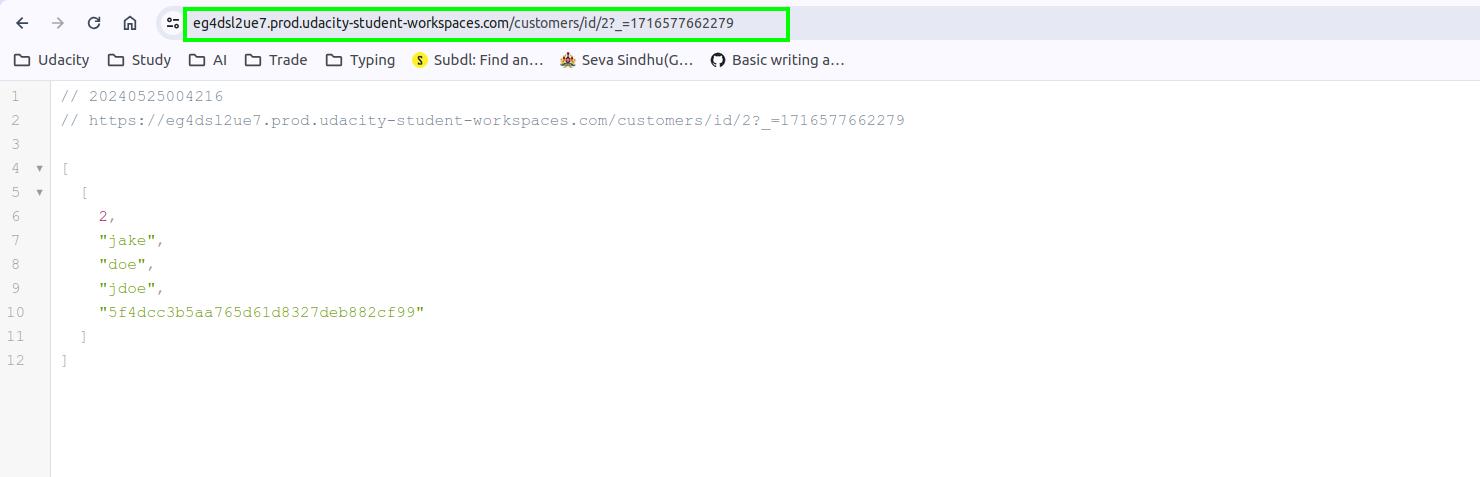 eg4dsl2ue7.prod.udacity-student-workspaces.com/customers/id/2?_=1716577662279
Udacity Study AI Trade Typing S Subdl: Find an... Seva Sindhu(G... Basic writing a...
1 // 20240525004216
2 // https://eg4dsl2ue7.prod.udacity-student-workspaces.com/customers/id/2?_=1716577662279
3
4 ▼ [
5 ▼ [
6 2,
7 "jake",
8 "doe",
9 "jdoe",
10 "5f4dcc3b5aa765d61d8327deb882cf99"
11 ]
12 ]